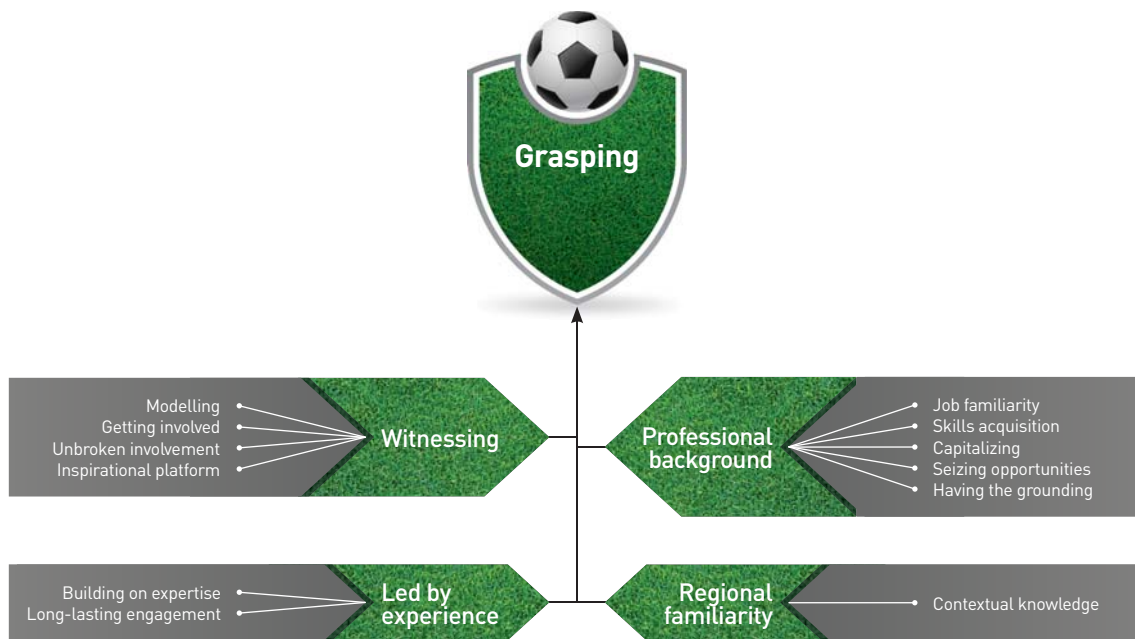 Grasping
Modelling
Getting involved
Unbroken involvement
Inspirational platform
Witnessing
Professional
background
Job familiarity
Skills acquisition
Capitalizing
Seizing opportunities
Having the grounding
Building on expertise
Long-lasting engagement
Led by
experience
Regional
familiarity
Contextual knowledge